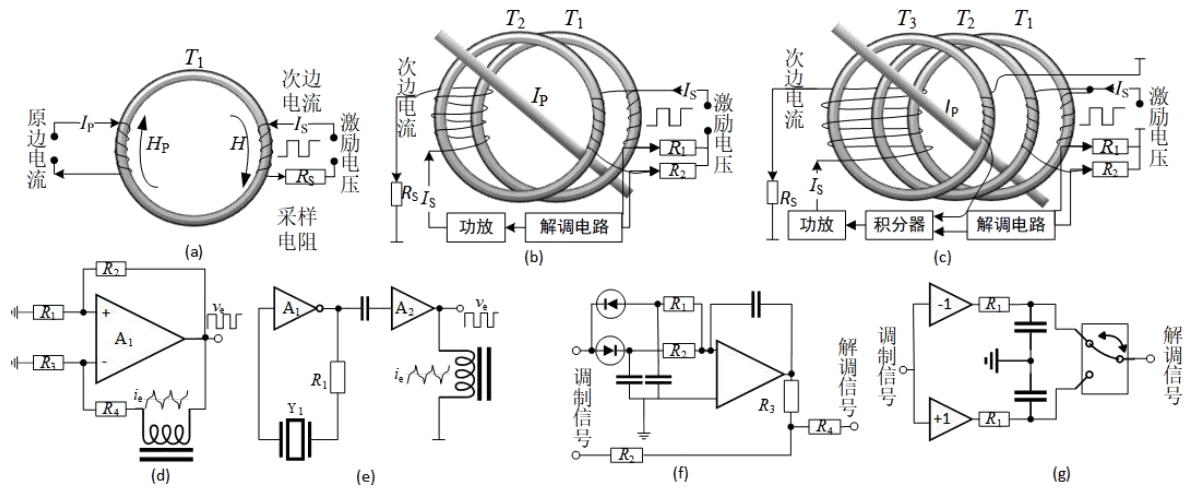 T1
次边电流
原边电流
IP
HP
H
IS
RS
激励电压
采样电阻
(a)
T2 T1
次边电流
IP
IS
激励电压
R1
R2
RS
IS
功放
解调电路
(b)
T3 T2 T1
次边电流
IP
IS
激励电压
R1
R2
RS
IS
功放
积分器
解调电路
(c)
R2
R1
+
A1
-
R3
R4
ie
ve
(d)
A1
A2
ve
R1
ie
Y1
(e)
R1
R2
调制信号
R3
R4
R2
解调信号
(f)
-1
R1
调制信号
+1
R1
解调信号
(g)